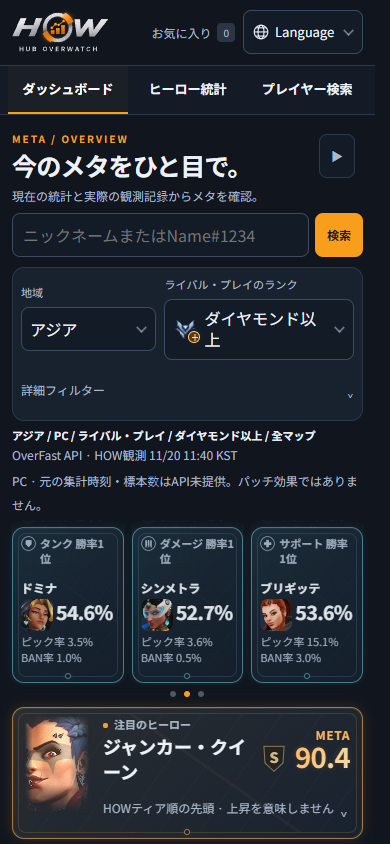 HOW
HUB OVERWATCH
お気に入り 0
Language
ダッシュボード ヒーロー統計 プレイヤー検索
META / OVERVIEW
今のメタをひと目で。
現在の統計と実際の観測記録からメタを確認。
ニックネームまたはName#1234
検索
地域
アジア
ライバル・プレイのランク
ダイヤモンド以
上
詳細フィルター
アジア / PC / ライバル・プレイ / ダイヤモンド以上 / 全マップ
OverFast API · HOW観測 11/20 11:40 KST
PC · 元の集計時刻・標本数はAPI未提供。パッチ効果ではありま
せん。
タンク 勝率1
位
ドミナ
54.6%
ピック率 3.5%
BAN率 1.0%
ダメージ 勝率1
位
シンメトラ
52.7%
ピック率 3.6%
BAN率 0.5%
サポート 勝率
1位
ブリギッテ
53.6%
ピック率 15.1%
BAN率 3.0%
注目のヒーロー
ジャンカー・クイ
ーン
S
META
90.4
HOWティア順の先頭 · 上昇を意味しません